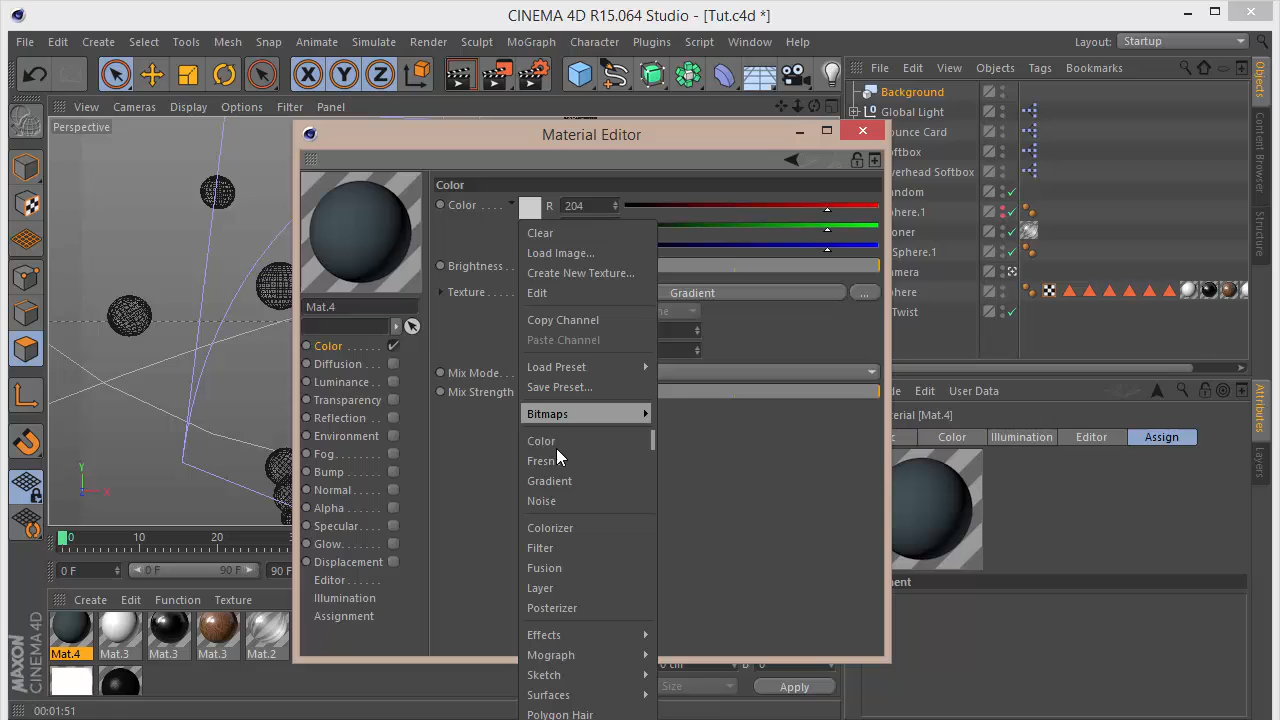 CINEMA 4D R15.064 Studio - [Tut.c4d *]
File Edit Create Select Tools Mesh Snap Animate Simulate Render Sculpt MoGraph Character Plugins Script Window Help
Layout: Startup
File Edit View Objects Tags Bookmarks
View Cameras Display Options Filter Panel
Perspective
Background
Global Light
ounce Card
oftbox
verhead Softbox
andom
phere.1
oner
Sphere.1
amera
phere
Twist
Objects
Content Browser
Attributes
Layers
Material Editor
Color
Color . . . .
R 204
Brightness . .
Texture . . . . .
Gradient
...
Mix Mode. . .
Mix Strength
Mat.4
Color
Diffusion
Luminance
Transparency
Reflection
Environment
Fog
Bump
Normal
Alpha
Specular
Glow
Displacement
Editor
Illumination
Assignment
Clear
Load Image...
Create New Texture...
Edit
Copy Channel
Paste Channel
Load Preset
Save Preset...
Bitmaps
Color
Fresn
Gradient
Noise
Colorizer
Filter
Fusion
Layer
Posterizer
Effects
Mograph
Sketch
Surfaces
Polygon Hair
Edit User Data
aterial [Mat.4]
Color Illumination Editor Assign
ment
0 cm
B 0
Size
Apply
0 10 20 30
0 F 0 F 90 F 90 F
Create Edit Function Texture
Mat.4 Mat.3 Mat.3 Mat.3 Mat.2
MAXON
CINEMA 4D
00:01:51
Y
X
X Y Z